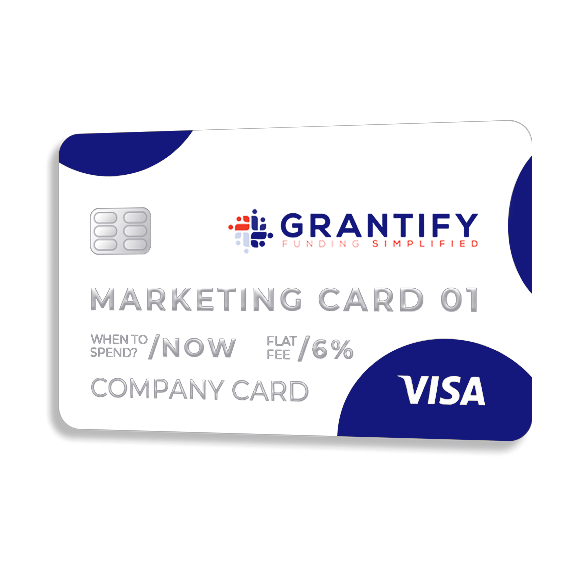 GRANTIFY
FUNDING SIMPLIFIED
MARKETING CARD 01
WHEN TO SPEND? /NOW FLAT FEE /6%
COMPANY CARD
VISA